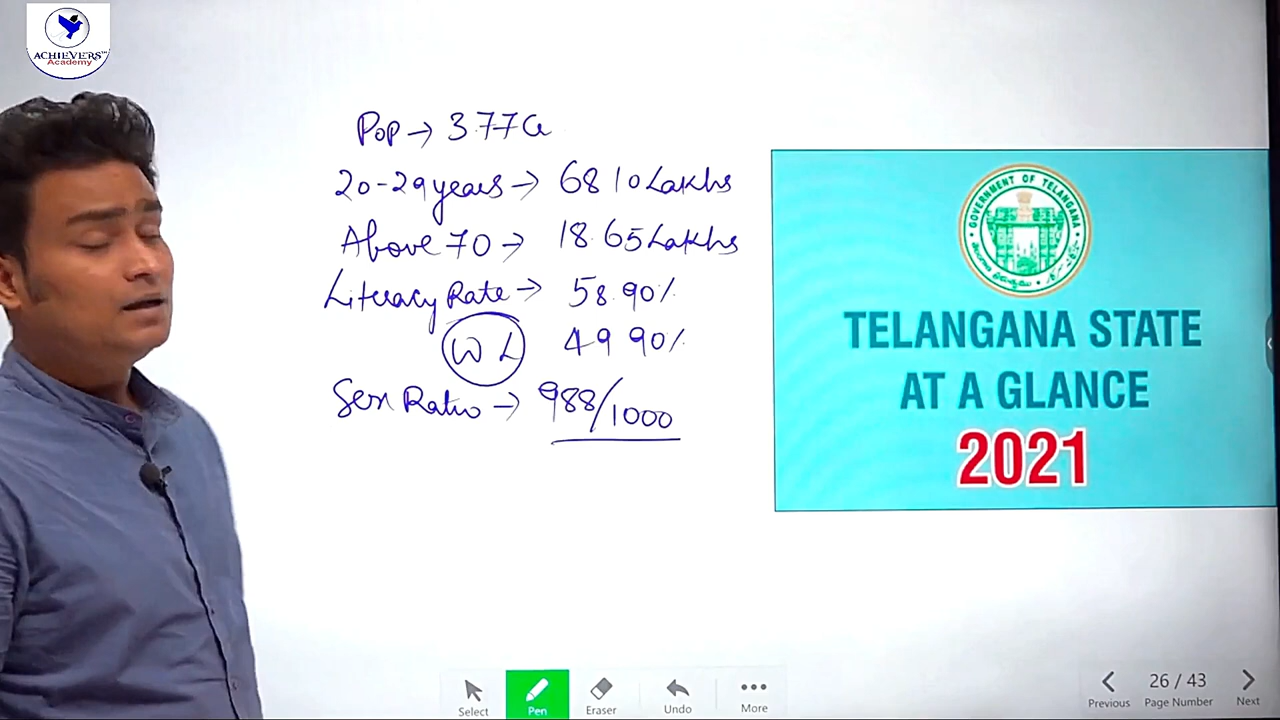 ACHIEVERS™
Academy
Pop → 3.77 Cr
20-29 years → 68.10 Lakhs
Above 70 → 18.65 Lakhs
Literacy Rate → 58.90%
W L 49.90%
Sex Ratio → 988/1000
GOVERNMENT OF TELANGANA
TELANGANA STATE
AT A GLANCE
2021
Select
Pen
Eraser
Undo
More
Previous
26 / 43
Page Number
Next